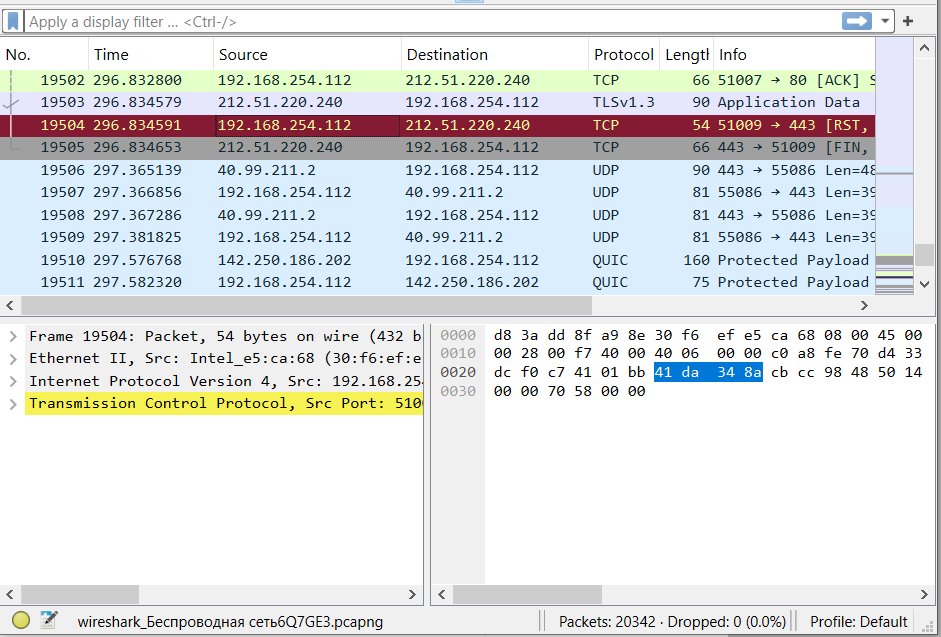 Apply a display filter ... <Ctrl-/>
No. Time Source Destination Protocol Length Info
19502 296.832800 192.168.254.112 212.51.220.240 TCP 66 51007 → 80 [ACK] S
19503 296.834579 212.51.220.240 192.168.254.112 TLSv1.3 90 Application Data
19504 296.834591 192.168.254.112 212.51.220.240 TCP 54 51009 → 443 [RST,
19505 296.834653 212.51.220.240 192.168.254.112 TCP 66 443 → 51009 [FIN,
19506 297.365139 40.99.211.2 192.168.254.112 UDP 90 443 → 55086 Len=48
19507 297.366856 192.168.254.112 40.99.211.2 UDP 81 55086 → 443 Len=39
19508 297.367286 40.99.211.2 192.168.254.112 UDP 81 443 → 55086 Len=39
19509 297.381825 192.168.254.112 40.99.211.2 UDP 81 55086 → 443 Len=39
19510 297.576768 142.250.186.202 192.168.254.112 QUIC 160 Protected Payload
19511 297.582320 192.168.254.112 142.250.186.202 QUIC 75 Protected Payload
Frame 19504: Packet, 54 bytes on wire (432 b
Ethernet II, Src: Intel_e5:ca:68 (30:f6:ef:e
Internet Protocol Version 4, Src: 192.168.254
Transmission Control Protocol, Src Port: 5100
0000 d8 3a dd 8f a9 8e 30 f6 ef e5 ca 68 08 00 45 00
0010 00 28 00 f7 40 00 40 06 00 00 c0 a8 fe 70 d4 33
0020 dc f0 c7 41 01 bb 41 da 34 8a cb cc 98 48 50 14
0030 00 00 70 58 00 00
wireshark_Беспроводная сеть6Q7GE3.pcapng
Packets: 20342 · Dropped: 0 (0.0%)
Profile: Default